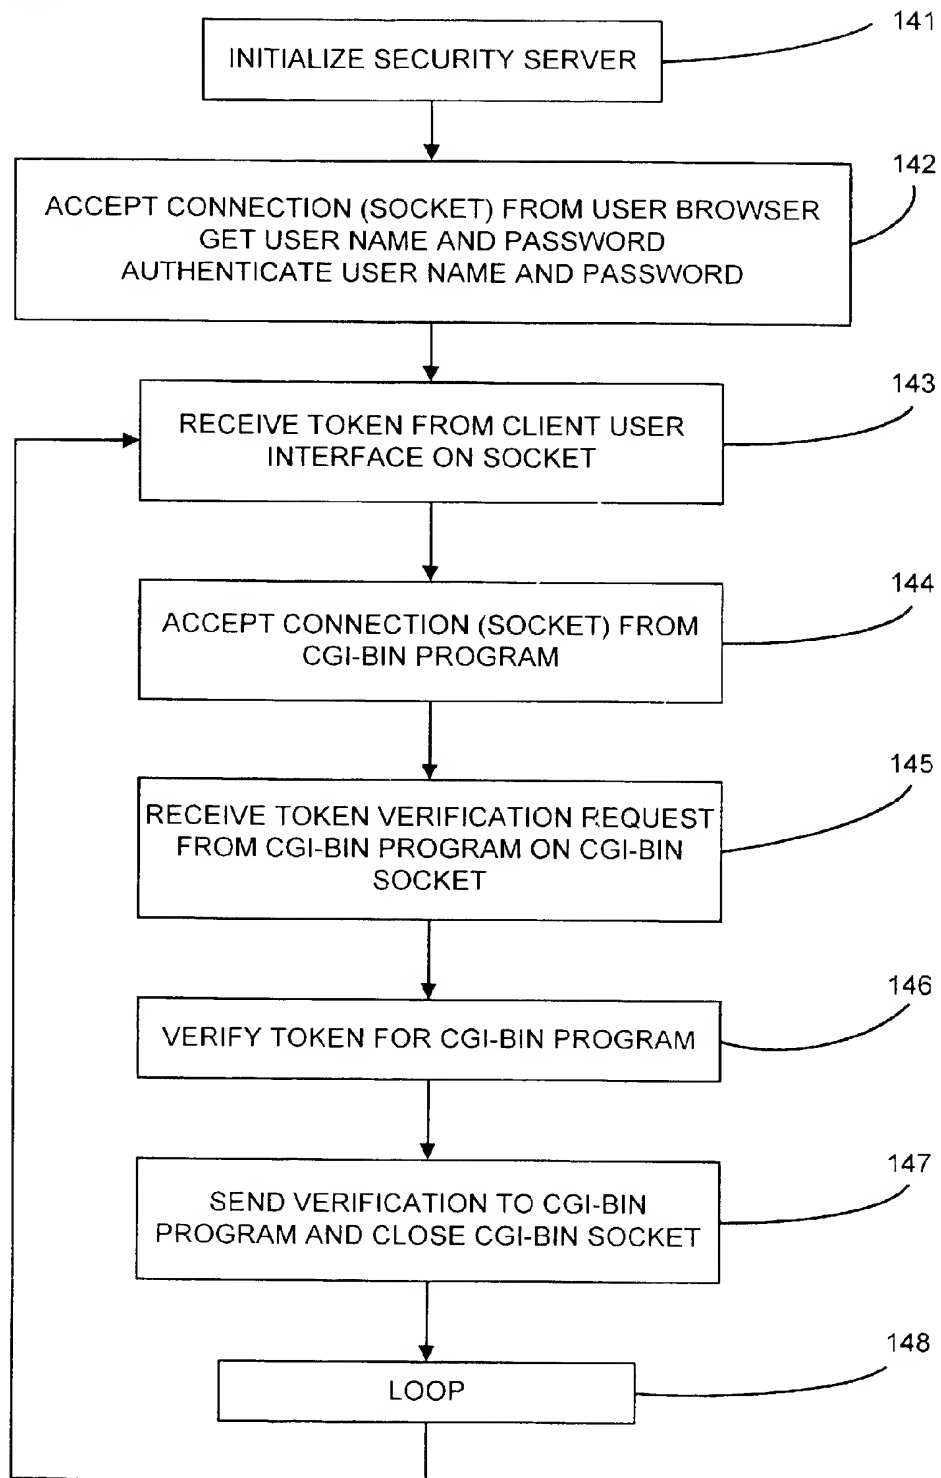 141
INITIALIZE SECURITY SERVER
142
ACCEPT CONNECTION (SOCKET) FROM USER BROWSER
GET USER NAME AND PASSWORD
AUTHENTICATE USER NAME AND PASSWORD
143
RECEIVE TOKEN FROM CLIENT USER
INTERFACE ON SOCKET
144
ACCEPT CONNECTION (SOCKET) FROM
CGI-BIN PROGRAM
145
RECEIVE TOKEN VERIFICATION REQUEST
FROM CGI-BIN PROGRAM ON CGI-BIN
SOCKET
146
VERIFY TOKEN FOR CGI-BIN PROGRAM
147
SEND VERIFICATION TO CGI-BIN
PROGRAM AND CLOSE CGI-BIN SOCKET
148
LOOP